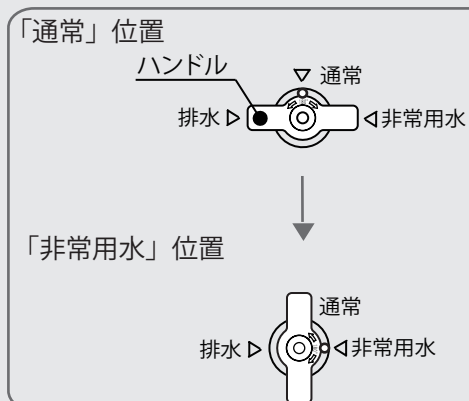 「通常」位置
ハンドル
▽ 通常
排水 ▷
◁ 非常用水
「非常用水」位置
通常
排水 ▷
◁ 非常用水